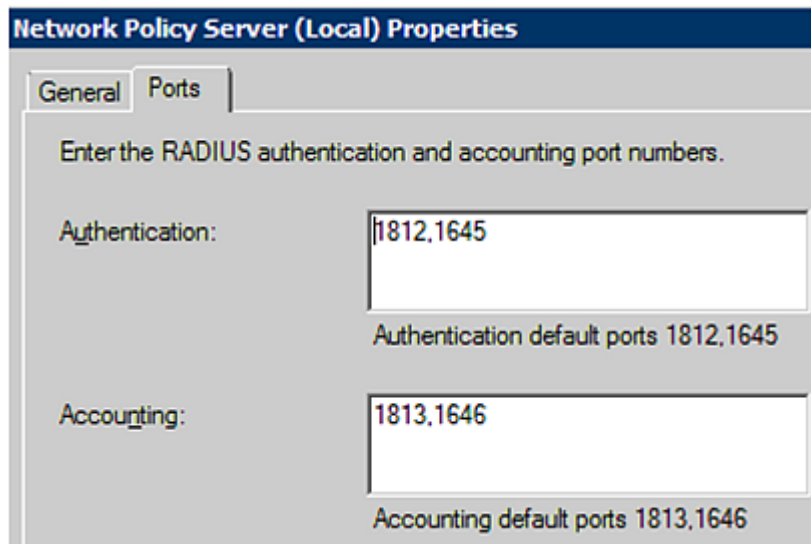 Network Policy Server (Local) Properties
General Ports
Enter the RADIUS authentication and accounting port numbers.
Authentication: 1812,1645
Authentication default ports 1812,1645
Accounting: 1813,1646
Accounting default ports 1813,1646